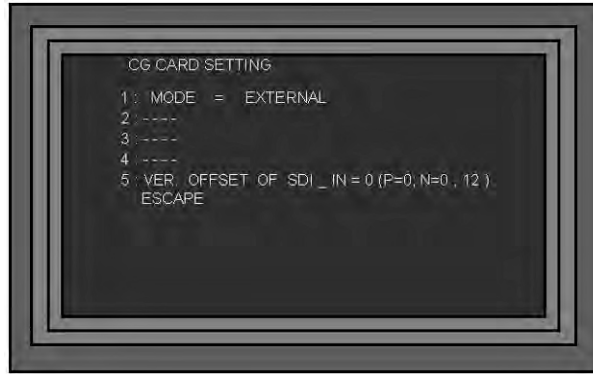 CG CARD SETTING
1 : MODE = EXTERNAL
2 : ----
3 : ----
4 : ----
5 : VER. OFFSET OF SDI _ IN = 0 (P=0, N=0 , 12 )
ESCAPE